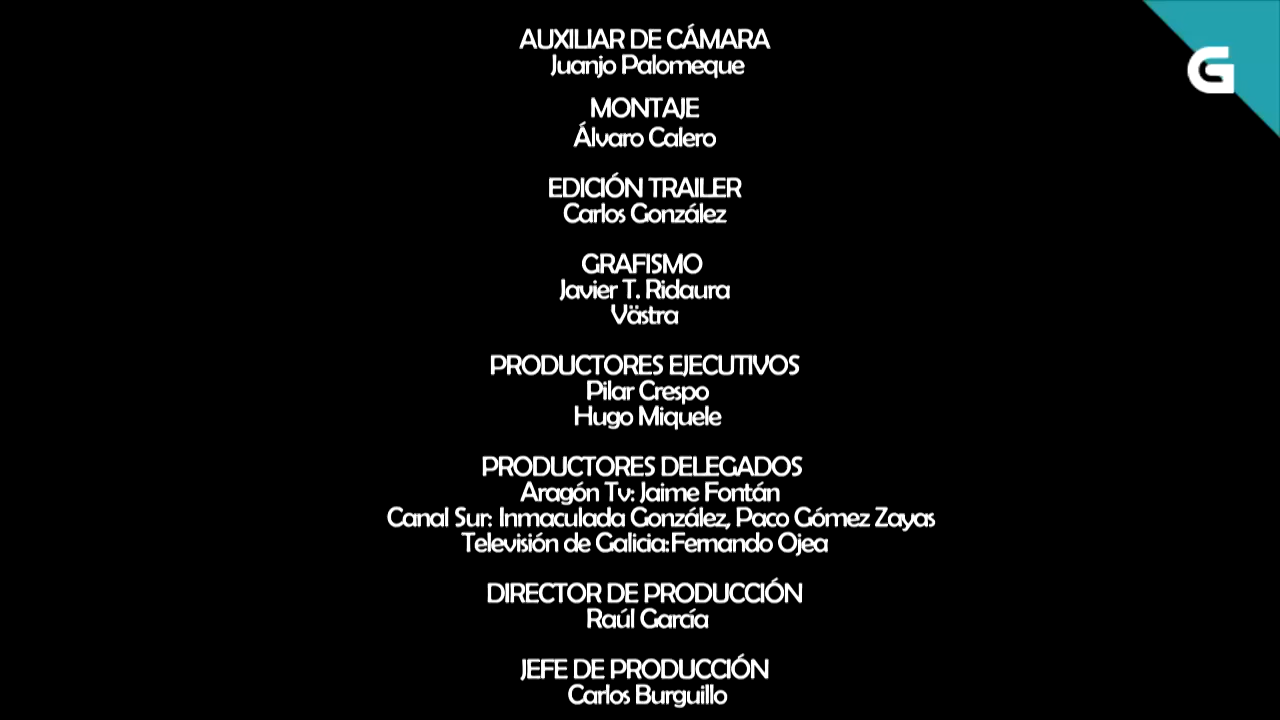 AUXILIAR DE CÁMARA
Juanjo Palomeque
MONTAJE
Álvaro Calero
EDICIÓN TRAILER
Carlos González
GRAFISMO
Javier T. Ridaura
Västra
PRODUCTORES EJECUTIVOS
Pilar Crespo
Hugo Miquele
PRODUCTORES DELEGADOS
Aragón Tv: Jaime Fontán
Canal Sur: Inmaculada González, Paco Gómez Zayas
Televisión de Galicia:Fernando Ojea
DIRECTOR DE PRODUCCIÓN
Raúl García
JEFE DE PRODUCCIÓN
Carlos Burguillo
G